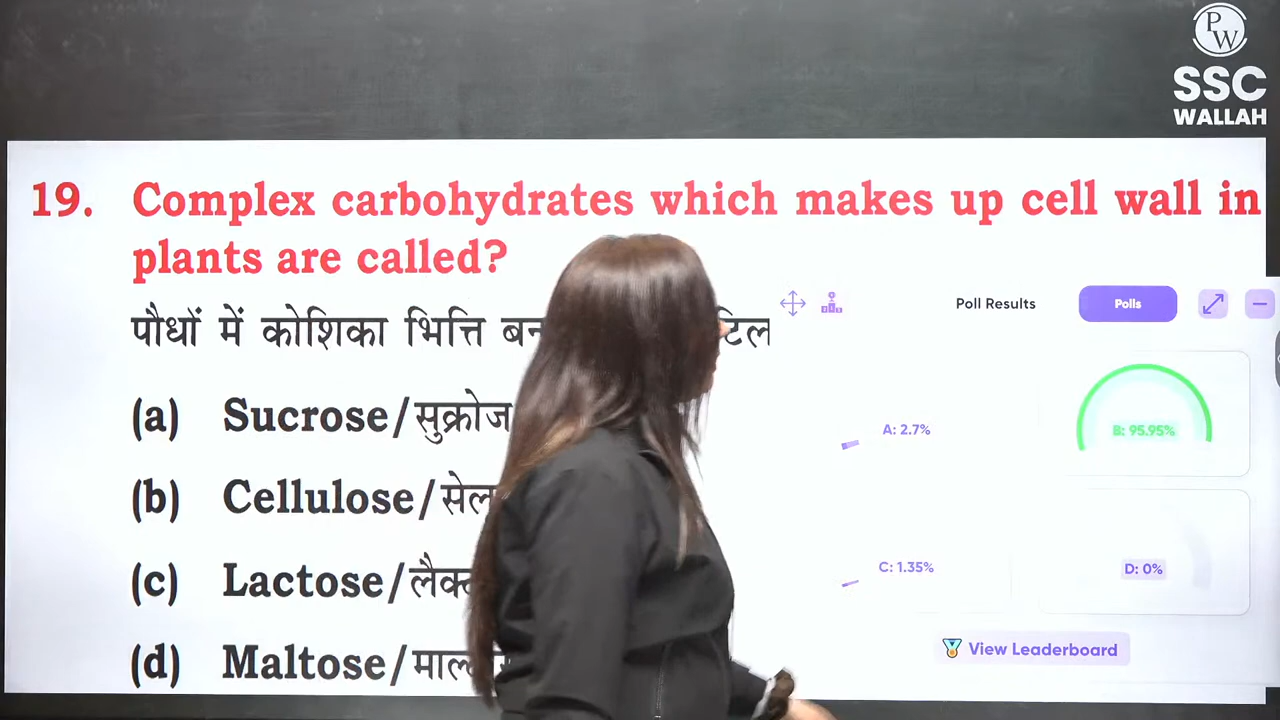 PW
SSC
WALLAH
19. Complex carbohydrates which makes up cell wall in
plants are called?
पौधों में कोशिका भित्ति
(a) Sucrose/सुक्रोज
(b) Cellulose/
(c) Lactose/
(d) Maltose/
Poll Results
Polls
A: 2.7%
B: 95.95%
C: 1.35%
D: 0%
View Leaderboard